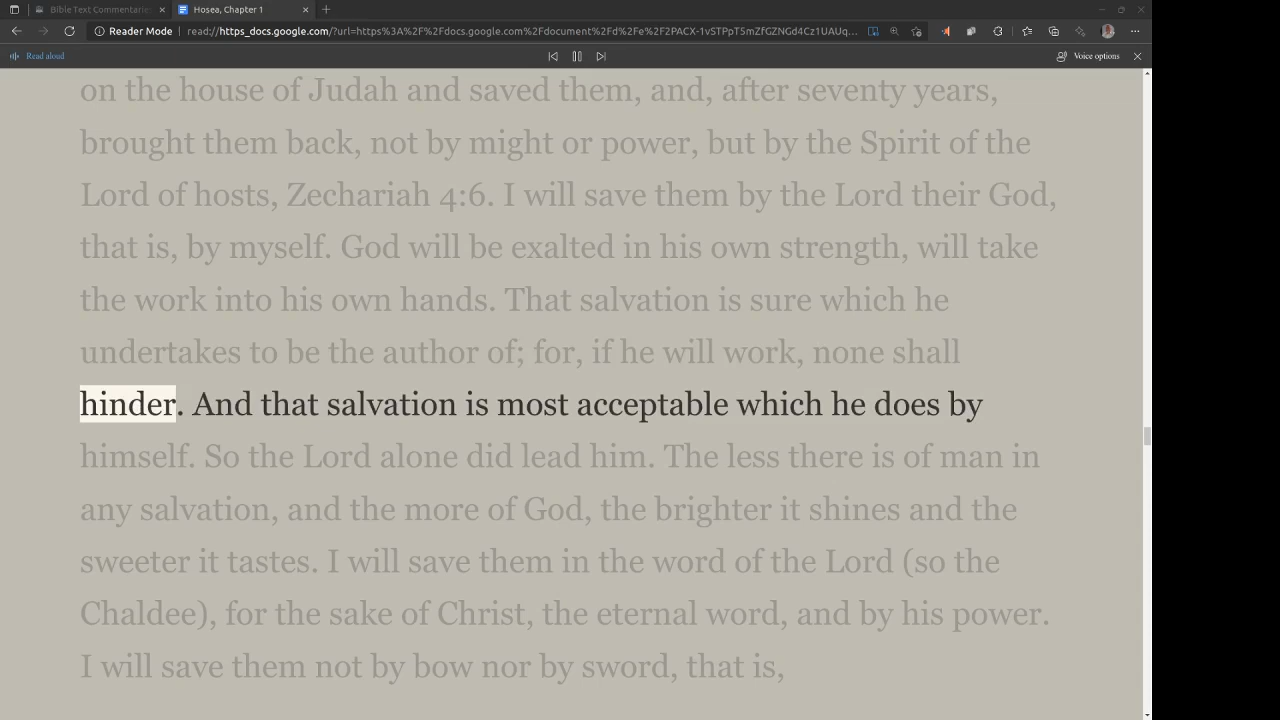 Bible Text Commentarie
Hosea, Chapter 1
Reader Mode
read://https_docs.google.com/?url=https%3A%2F%2Fdocs.google.com%2Fdocument%2Fd%2Fe%2F2PACX-1vSTPpT5mZfGZNGd4Cz1UAUq...
Read aloud
Voice options
on the house of Judah and saved them, and, after seventy years,
brought them back, not by might or power, but by the Spirit of the
Lord of hosts, Zechariah 4:6. I will save them by the Lord their God,
that is, by myself. God will be exalted in his own strength, will take
the work into his own hands. That salvation is sure which he
undertakes to be the author of; for, if he will work, none shall
hinder. And that salvation is most acceptable which he does by
himself. So the Lord alone did lead him. The less there is of man in
any salvation, and the more of God, the brighter it shines and the
sweeter it tastes. I will save them in the word of the Lord (so the
Chaldee), for the sake of Christ, the eternal word, and by his power.
I will save them not by bow nor by sword, that is,